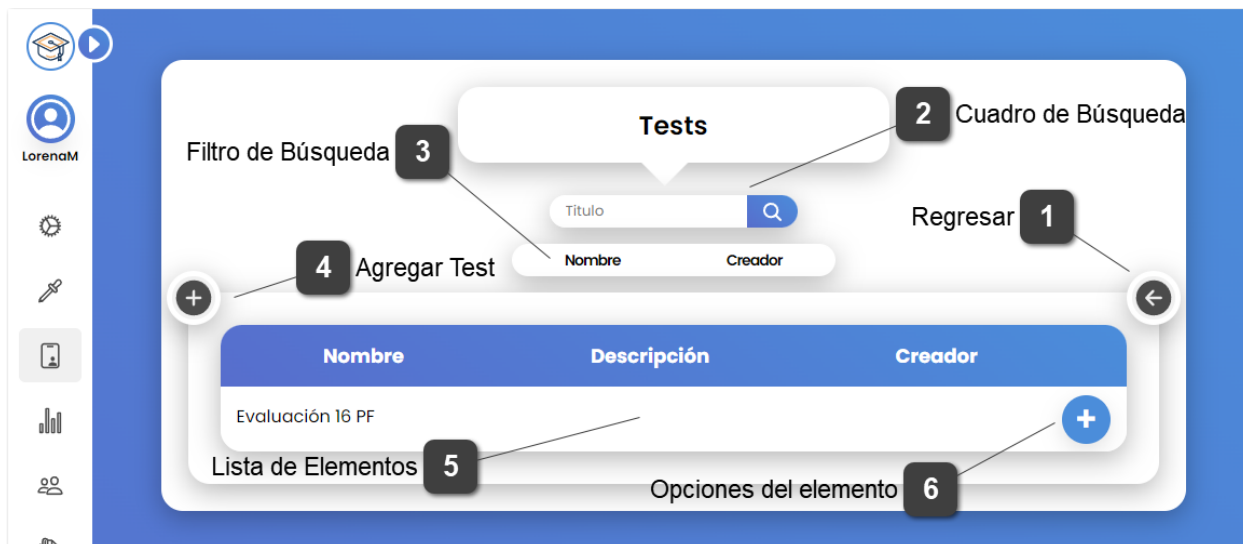 LorenaM
Tests
2 Cuadro de Búsqueda
Filtro de Búsqueda 3
Título
Regresar 1
Nombre Creador
4 Agregar Test
Nombre Descripción Creador
Evaluación 16 PF
Lista de Elementos 5
Opciones del elemento 6